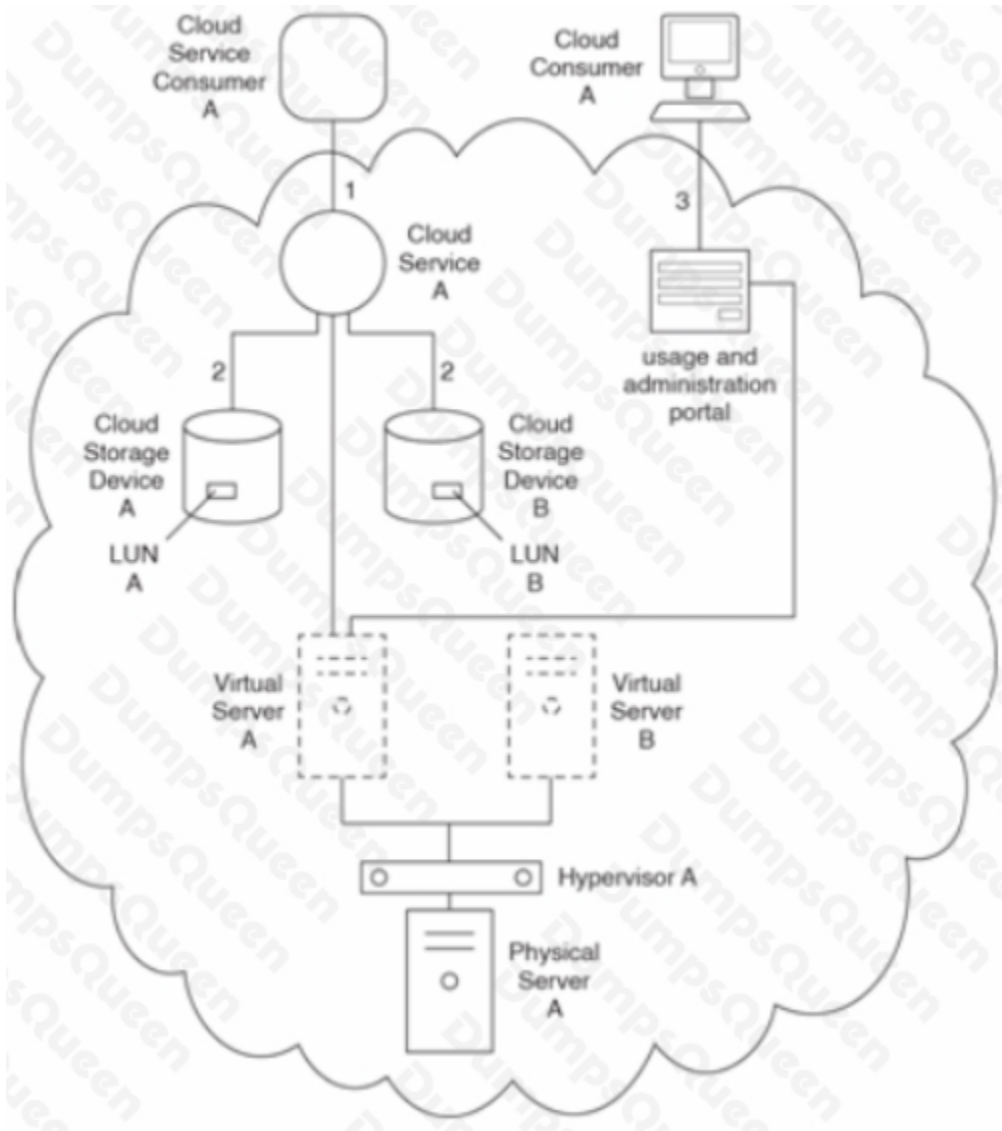 Cloud
Service
Consumer
A
Cloud
Consumer
A
1
3
Cloud
Service
A
2
2
usage and
administration
portal
Cloud
Storage
Device
A
Cloud
Storage
Device
B
LUN
A
LUN
B
Virtual
Server
A
Virtual
Server
B
Hypervisor A
Physical
Server
A
DumpsQueen